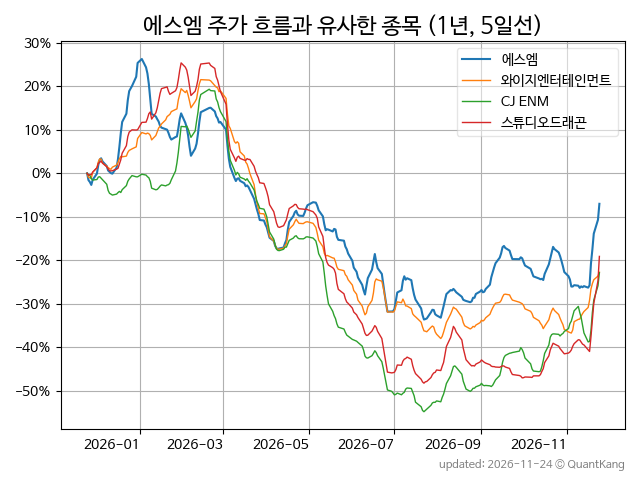 에스엠 주가 흐름과 유사한 종목 (1년, 5일선)
에스엠
와이지엔터테인먼트
CJ ENM
스튜디오드래곤
30%
20%
10%
0%
−10%
−20%
−30%
−40%
−50%
2026-01 2026-03 2026-05 2026-07 2026-09 2026-11
updated: 2026-11-24 © QuantKang